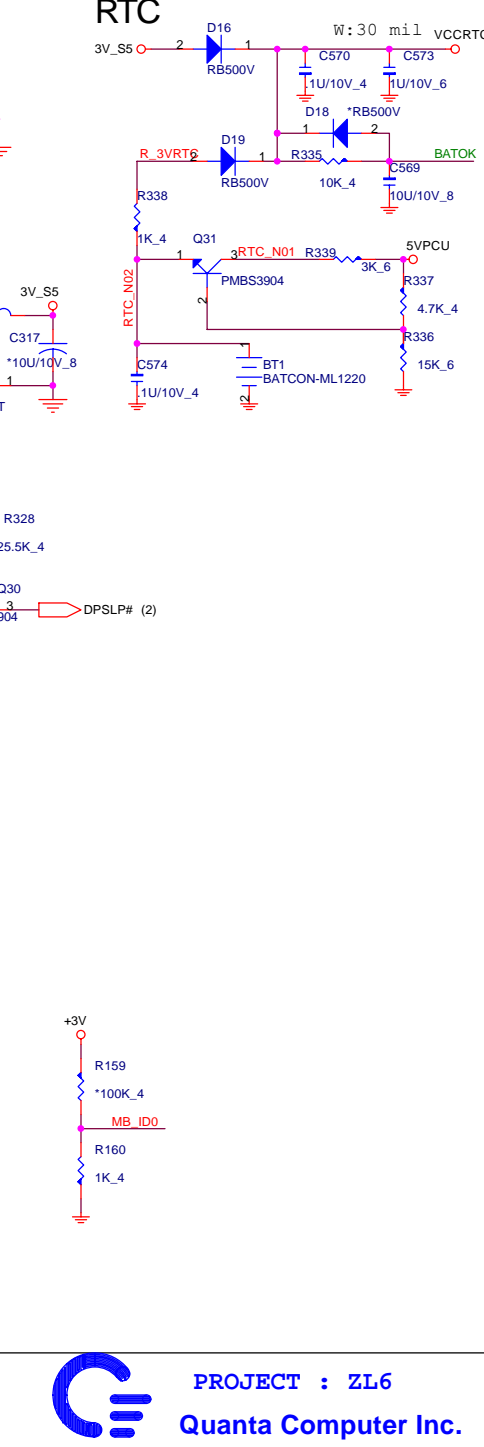 RTC
D16
W:30 mil
VCCRTC
3V_S5
2
1
RB500V
C570
.1U/10V_4
C573
1U/10V_6
D18
*RB500V
1
2
D19
R_3VRTC
2
1
RB500V
R335
10K_4
BATOK
C569
10U/10V_8
R338
1K_4
Q31
1
3
RTC_N01
R339
3K_6
5VPCU
PMBS3904
2
R337
4.7K_4
RTC_N02
R336
15K_6
3V_S5
C317
*10U/10V_8
1
T
C574
.1U/10V_4
1
BT1
BATCON-ML1220
2
R328
25.5K_4
Q30
3
904
DPSLP# (2)
+3V
R159
*100K_4
MB_ID0
R160
1K_4
PROJECT : ZL6
Quanta Computer Inc.